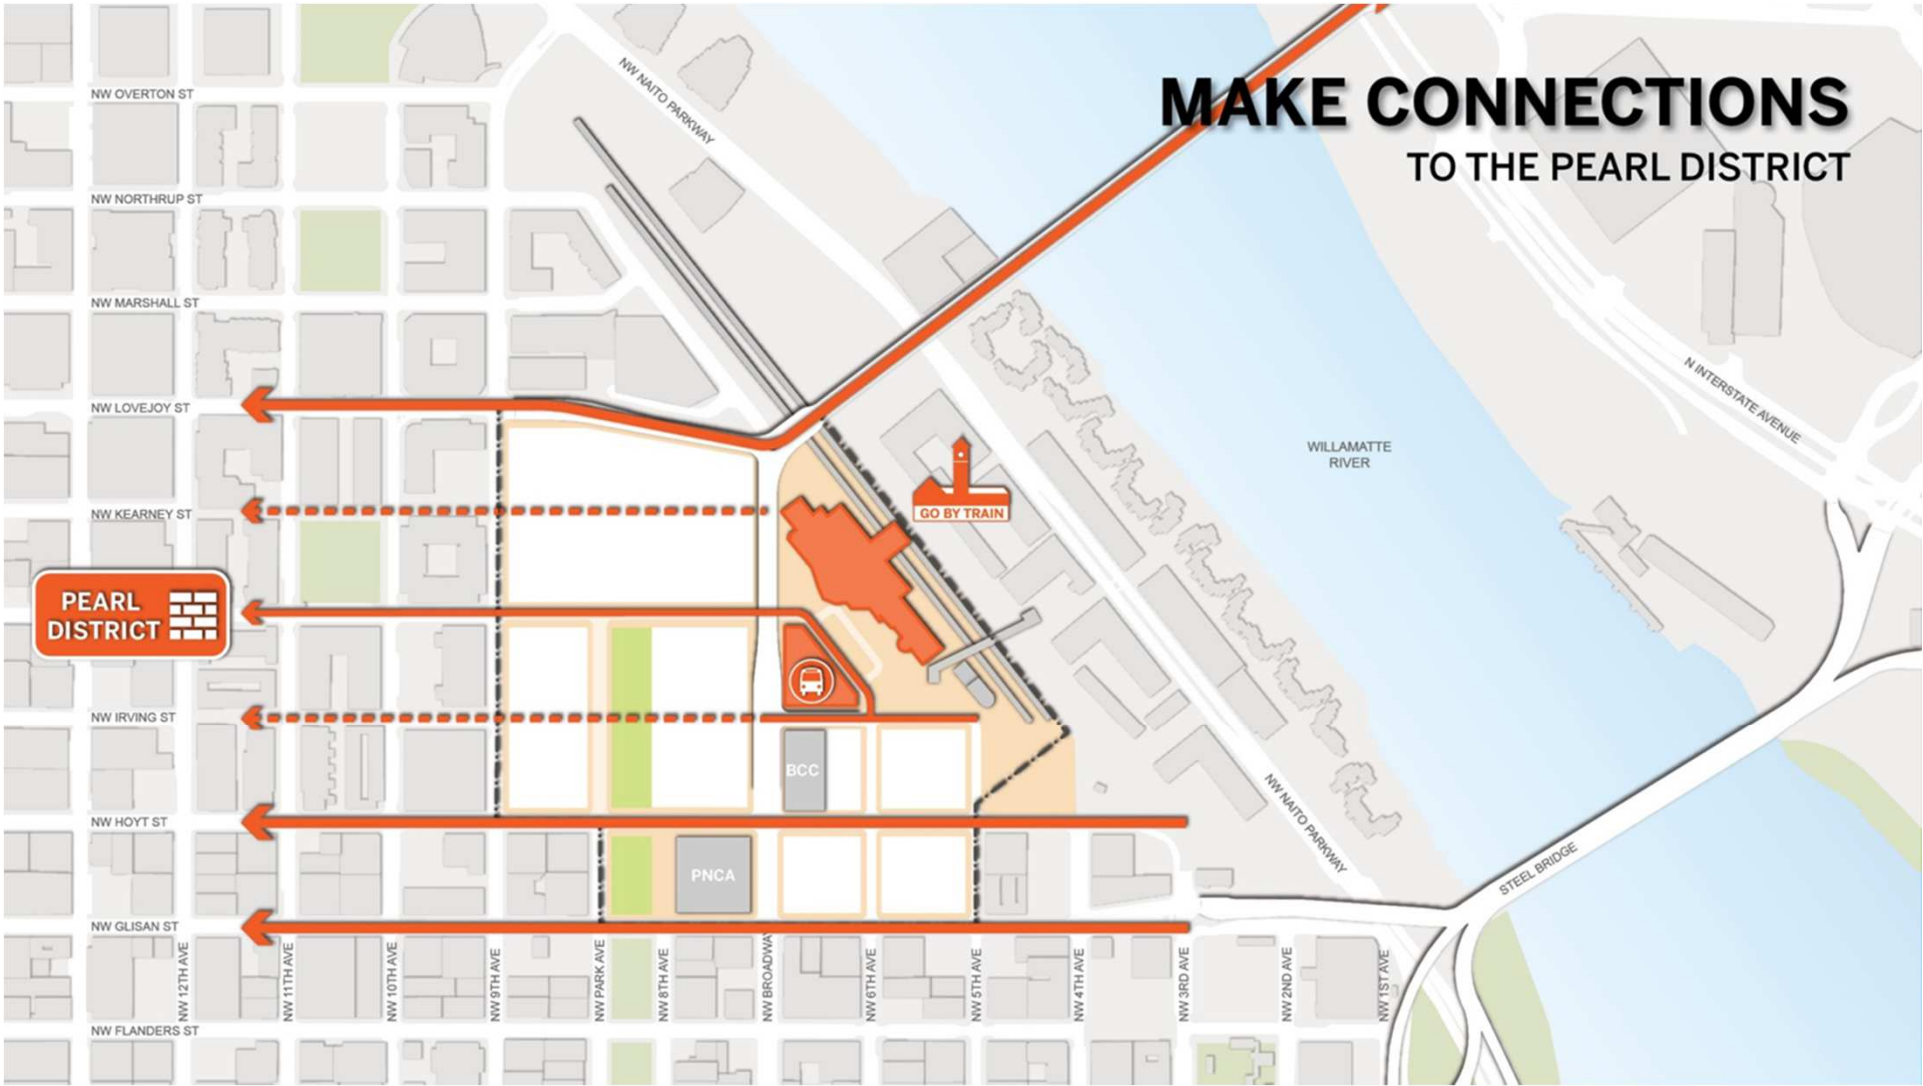 MAKE CONNECTIONS
TO THE PEARL DISTRICT
NW OVERTON ST
NW NAITO PARKWAY
NW NORTHRUP ST
NW MARSHALL ST
N INTERSTATE AVENUE
NW LOVEJOY ST
WILLAMATTE
RIVER
NW KEARNEY ST
GO BY TRAIN
PEARL
DISTRICT
NW IRVING ST
BCC
NW NAITO PARKWAY
NW HOYT ST
STEEL BRIDGE
PNCA
NW GLISAN ST
NW 12TH AVE
NW 11TH AVE
NW 10TH AVE
NW 9TH AVE
NW PARK AVE
NW 8TH AVE
NW BROADWAY
NW 6TH AVE
NW 5TH AVE
NW 4TH AVE
NW 3RD AVE
NW 2ND AVE
NW 1ST AVE
NW FLANDERS ST